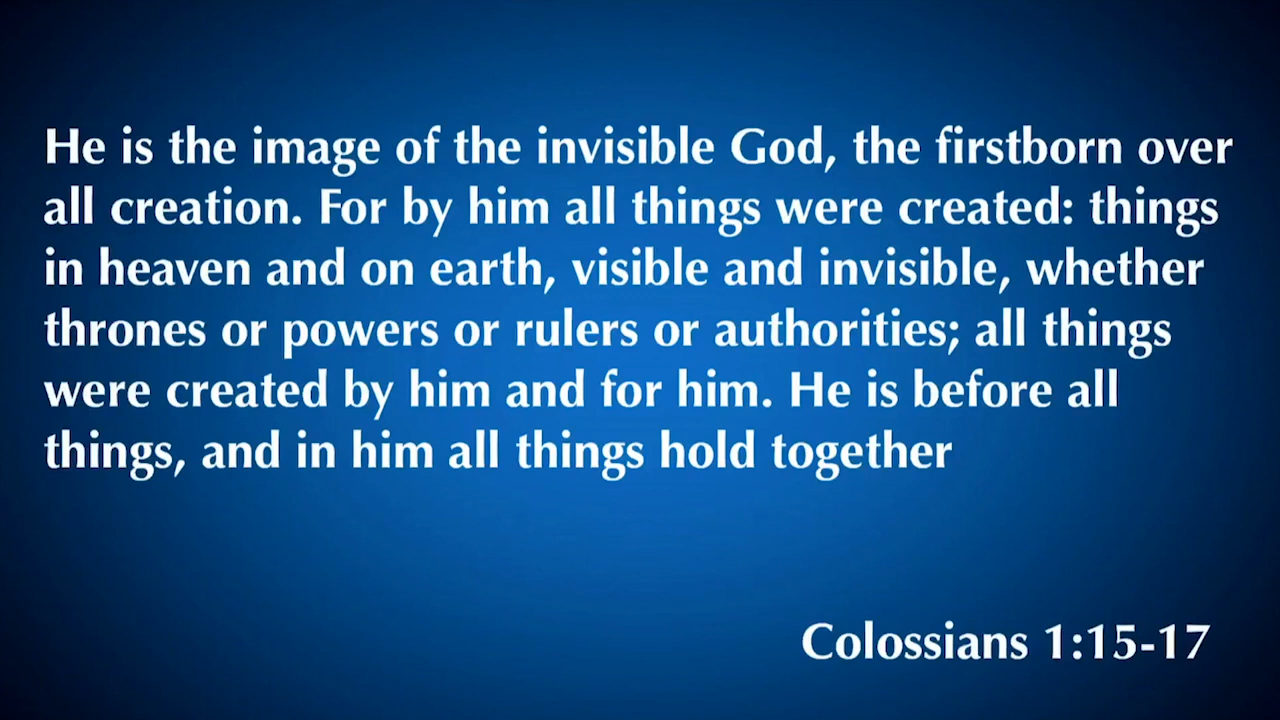 He is the image of the invisible God, the firstborn over
all creation. For by him all things were created: things
in heaven and on earth, visible and invisible, whether
thrones or powers or rulers or authorities; all things
were created by him and for him. He is before all
things, and in him all things hold together
Colossians 1:15-17